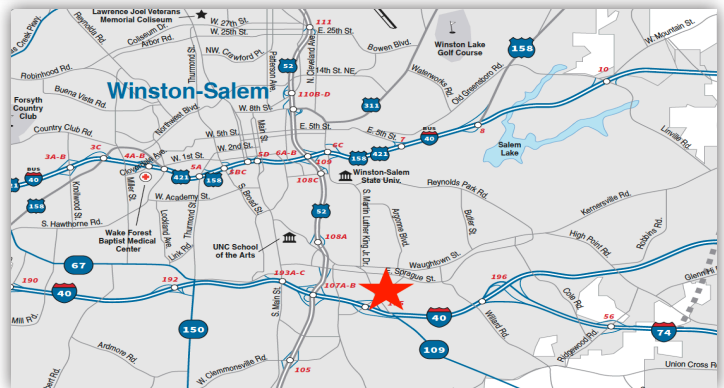 Lawrence Joel Veterans
Memorial Coliseum
W. 27th St.
111
E. 25th St.
Reynolda Rd.
Coliseum Dr.
Arbor Rd.
W. 25th St.
Bowen Blvd.
Winston Lake
Golf Course
158
W. Mountain St.
Thurmond St.
NW. Crawford Pl.
Patterson Ave.
52
N. Cleveland Ave.
14th St. NE.
Waterworks Rd.
Old Greensboro Rd.
10
Robinhood Rd.
Buena Vista Rd.
Winston-Salem
110B-D
311
Forsyth
Country
Club
Northwest Blvd.
W. 8th St.
Country Club Rd.
W. 5th St.
Main St.
E. 5th St.
E. 5th St.
BUS
40
8
7
Linville Rd.
3C
4A-B
W. 2nd St.
W. 1st St.
5D
6A-B
6C
109
158
421
Salem
Lake
BUS
40
3A-B
Cloverdale Ave.
421
5A
158
5BC
108C
Winston-Salem
State Univ.
Reynolds Park Rd.
158
Knollwood St.
Miller St.
W. Academy St.
S. Broad St.
52
S. Martin Luther King Jr. Dr.
Argonne Blvd.
Butler St.
Kernersville Rd.
S. Hawthorne Rd.
Wake Forest
Baptist Medical
Center
Lockland Ave.
Thurmond St.
Link Rd.
UNC School
of the Arts
108A
High Point Rd.
Robbins Rd.
67
Waughtown St.
E. Sprague St.
190
192
193A-C
107A-B
196
40
S. Main St.
40
Willard Rd.
Cole Rd.
56
74
Mill Rd.
150
109
Ridgewood Rd.
Ardmore Rd.
W. Clemmonsville Rd.
105
Union Cross Rd.